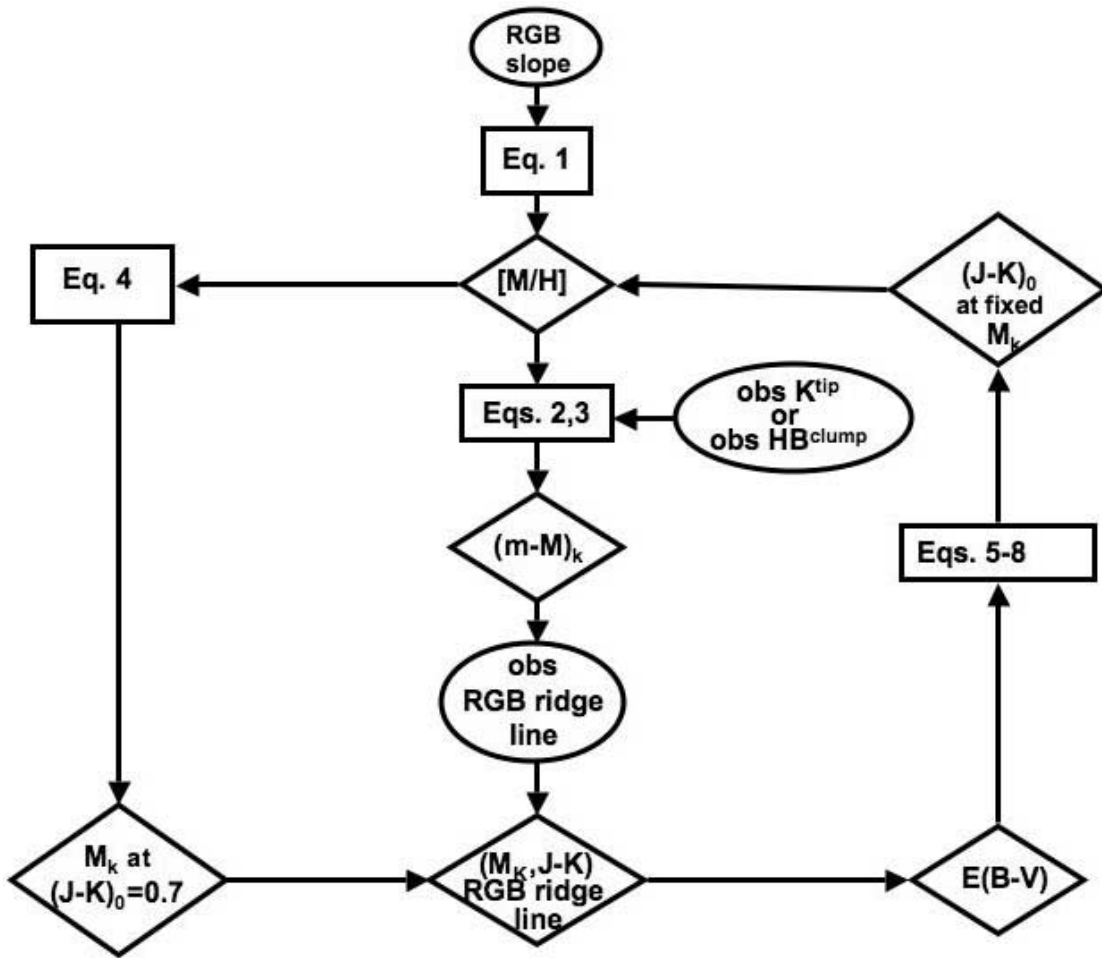 RGB
slope
Eq. 1
Eq. 4
[M/H]
(J-K)₀
at fixed
Mₖ
Eqs. 2,3
obs Kᵗⁱᵖ
or
obs HBᶜˡᵘᵐᵖ
(m-M)ₖ
Eqs. 5-8
obs
RGB ridge
line
Mₖ at
(J-K)₀=0.7
(M_K,J-K)
RGB ridge
line
E(B-V)